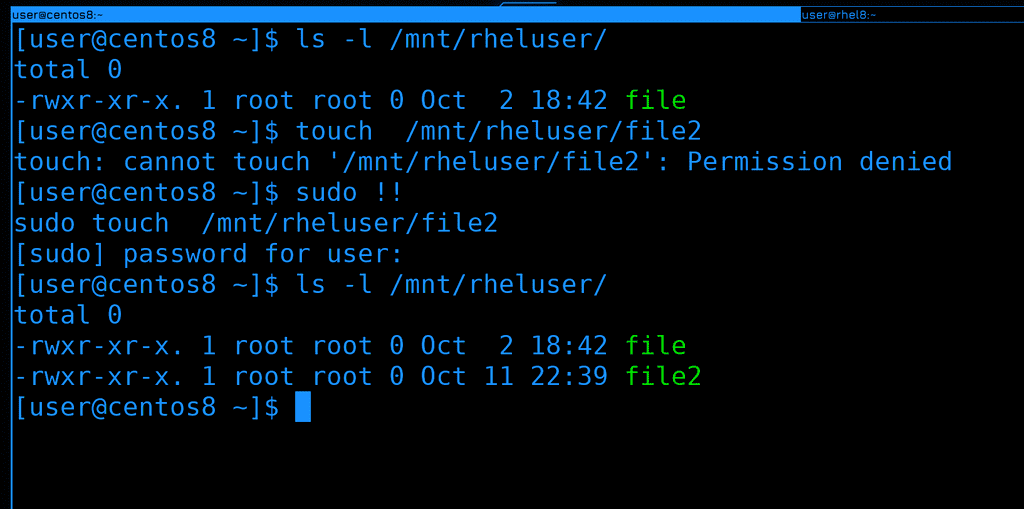 user@centos8:~ user@rhel8:~
[user@centos8 ~]$ ls -l /mnt/rheluser/
total 0
-rwxr-xr-x. 1 root root 0 Oct  2 18:42 file
[user@centos8 ~]$ touch  /mnt/rheluser/file2
touch: cannot touch '/mnt/rheluser/file2': Permission denied
[user@centos8 ~]$ sudo !!
sudo touch  /mnt/rheluser/file2
[sudo] password for user:
[user@centos8 ~]$ ls -l /mnt/rheluser/
total 0
-rwxr-xr-x. 1 root root 0 Oct  2 18:42 file
-rwxr-xr-x. 1 root root 0 Oct 11 22:39 file2
[user@centos8 ~]$